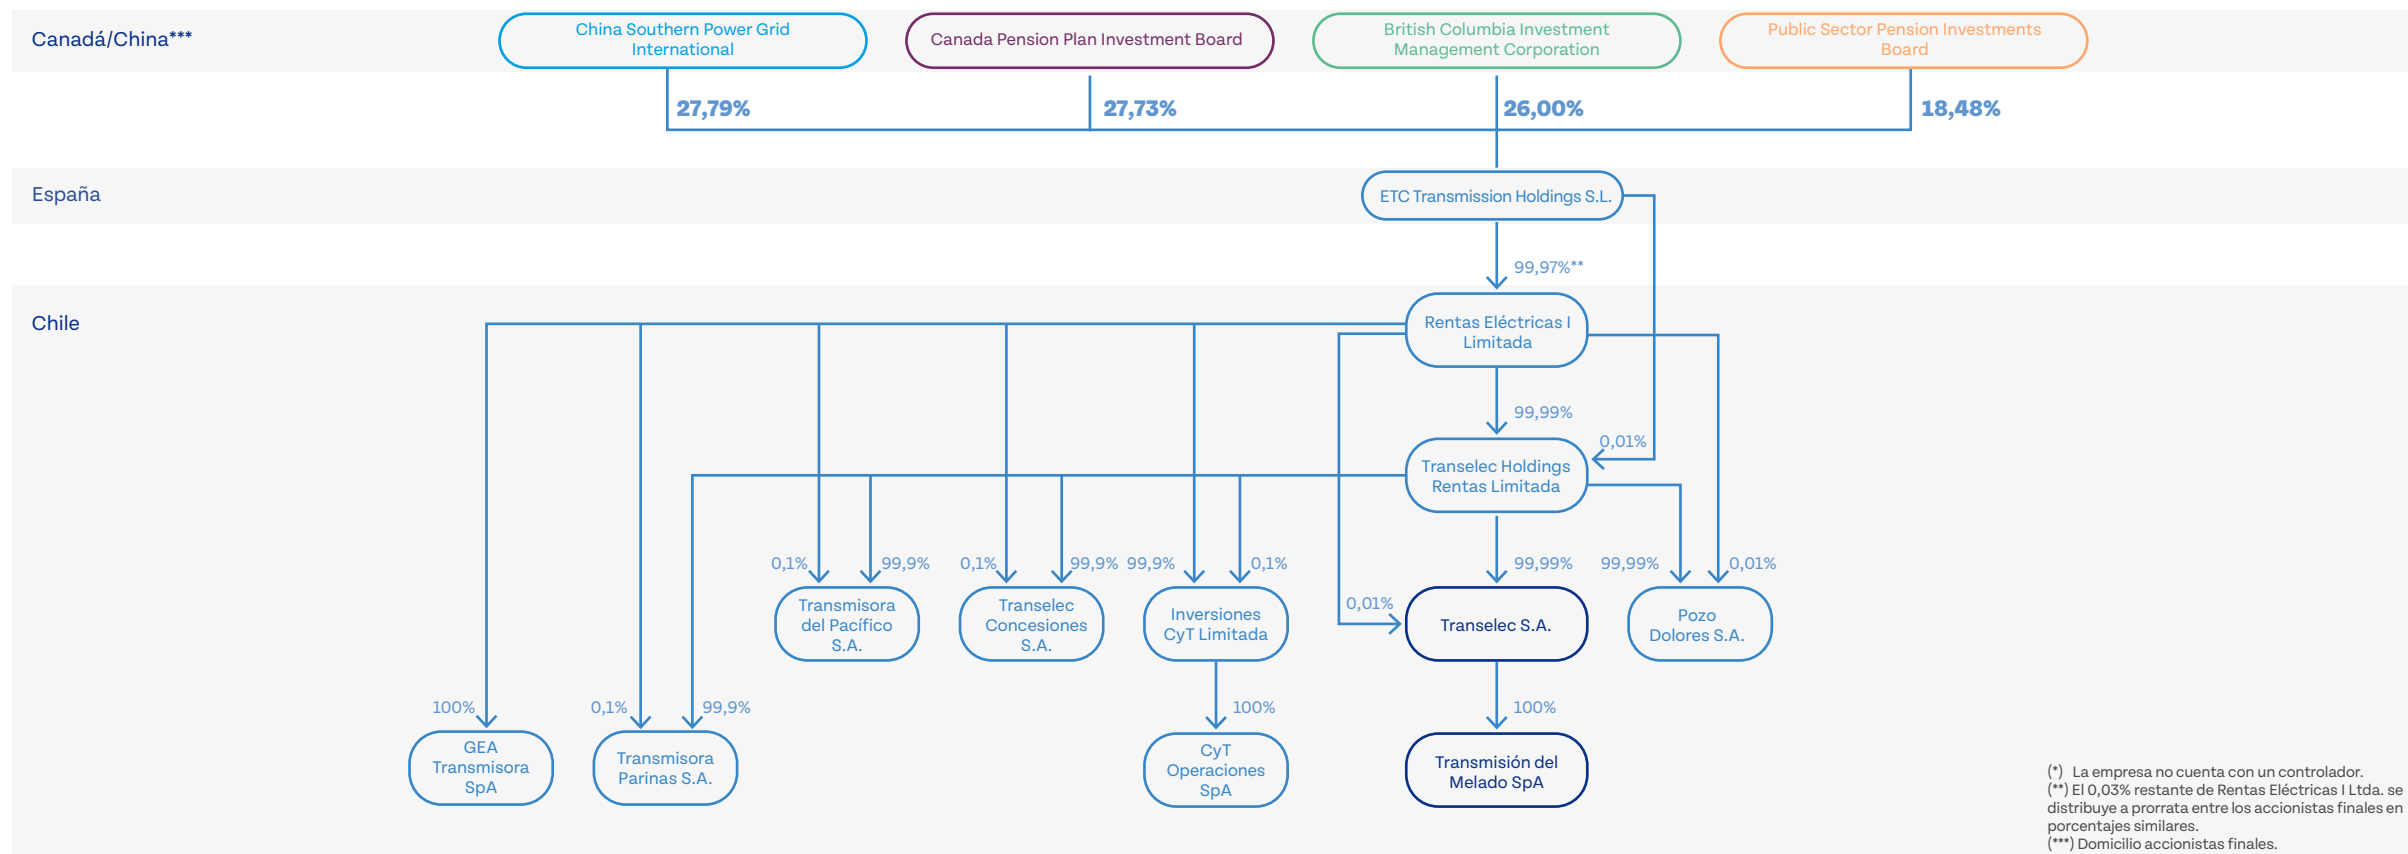 Canadá/China***
China Southern Power Grid
International
Canada Pension Plan Investment Board
British Columbia Investment
Management Corporation
Public Sector Pension Investments
Board
27,79%
27,73%
26,00%
18,48%
España
ETC Transmission Holdings S.L.
99,97%**
Chile
Rentas Eléctricas I
Limitada
99,99%
0,01%
Transelec Holdings
Rentas Limitada
0,1%
99,9%
0,1%
99,9%
99,9%
0,1%
99,99%
99,99%
0,01%
0,01%
Transmisora
del Pacífico
S.A.
Transelec
Concesiones
S.A.
Inversiones
CyT Limitada
Transelec S.A.
Pozo
Dolores S.A.
100%
0,1%
99,9%
100%
100%
GEA
Transmisora
SpA
Transmisora
Parinas S.A.
CyT
Operaciones
SpA
Transmisión del
Melado SpA
(*) La empresa no cuenta con un controlador.
(**) El 0,03% restante de Rentas Eléctricas I Ltda. se
distribuye a prorrata entre los accionistas finales en
porcentajes similares.
(***) Domicilio accionistas finales.